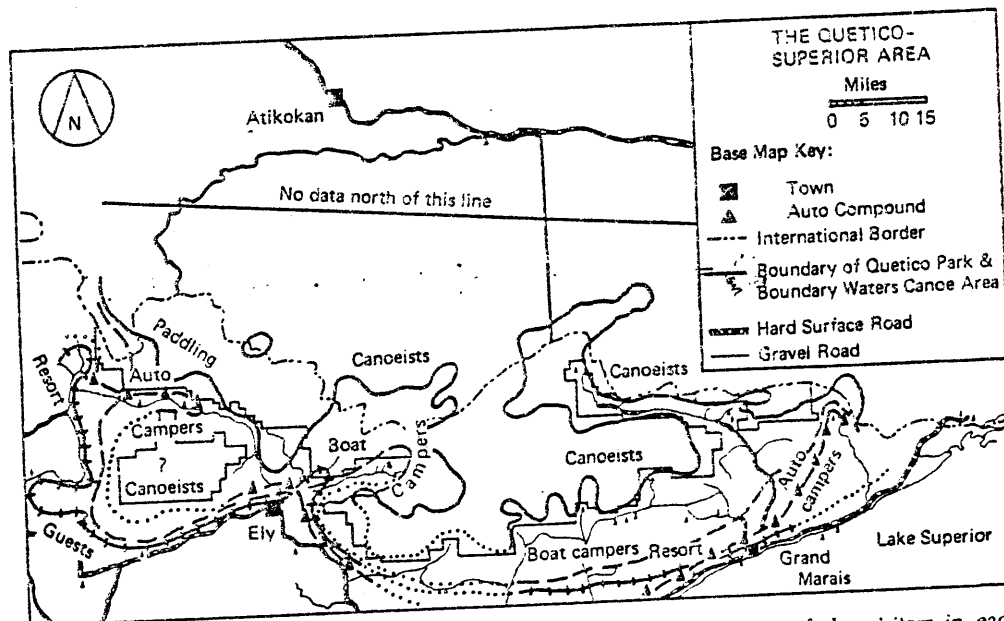 THE QUETICO-
SUPERIOR AREA
Miles
0 5 10 15
Base Map Key:
Town
Auto Compound
International Border
Boundary of Quetico Park &
Boundary Waters Canoe Area
Hard Surface Road
Gravel Road
N
Atikokan
No data north of this line
Paddling
Canoeists
Resort
Auto
Canoeists
Campers
Boat
Campers
?
Canoeists
Canoeists
Auto
campers
Guests
Ely
Boat campers
Resort
Grand
Marais
Lake Superior
visitors in